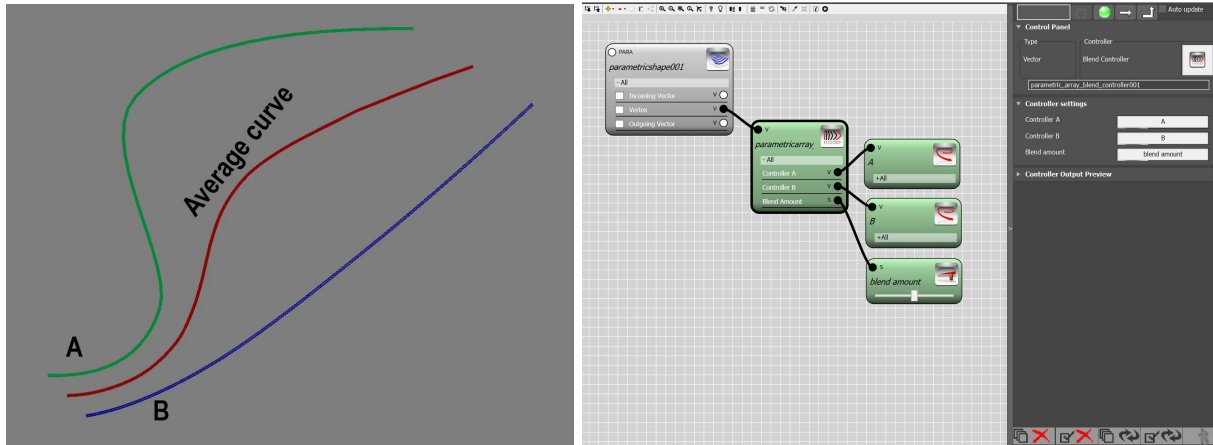 Average curve
A
B
PARA
parametricshape001
- All
Incoming Vector V
Vertex V
Outgoing Vector V
V
parametricarray_
- All
Controller A V
Controller B V
Blend Amount S
V
A
+All
V
B
+All
S
blend amount
Auto update
Control Panel
Type Controller
Vector Blend Controller
parametric_array_blend_controller001
Controller settings
Controller A A
Controller B B
Blend amount blend amount
Controller Output Preview